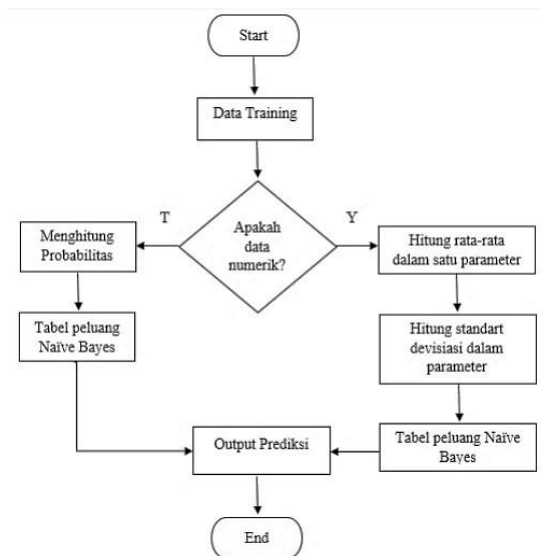 Start
Data Training
T
Y
Apakah
data
numerik?
Menghitung
Probabilitas
Hitung rata-rata
dalam satu parameter
Tabel peluang
Naïve Bayes
Hitung standart
devisiasi dalam
parameter
Output Prediksi
Tabel peluang Naïve
Bayes
End